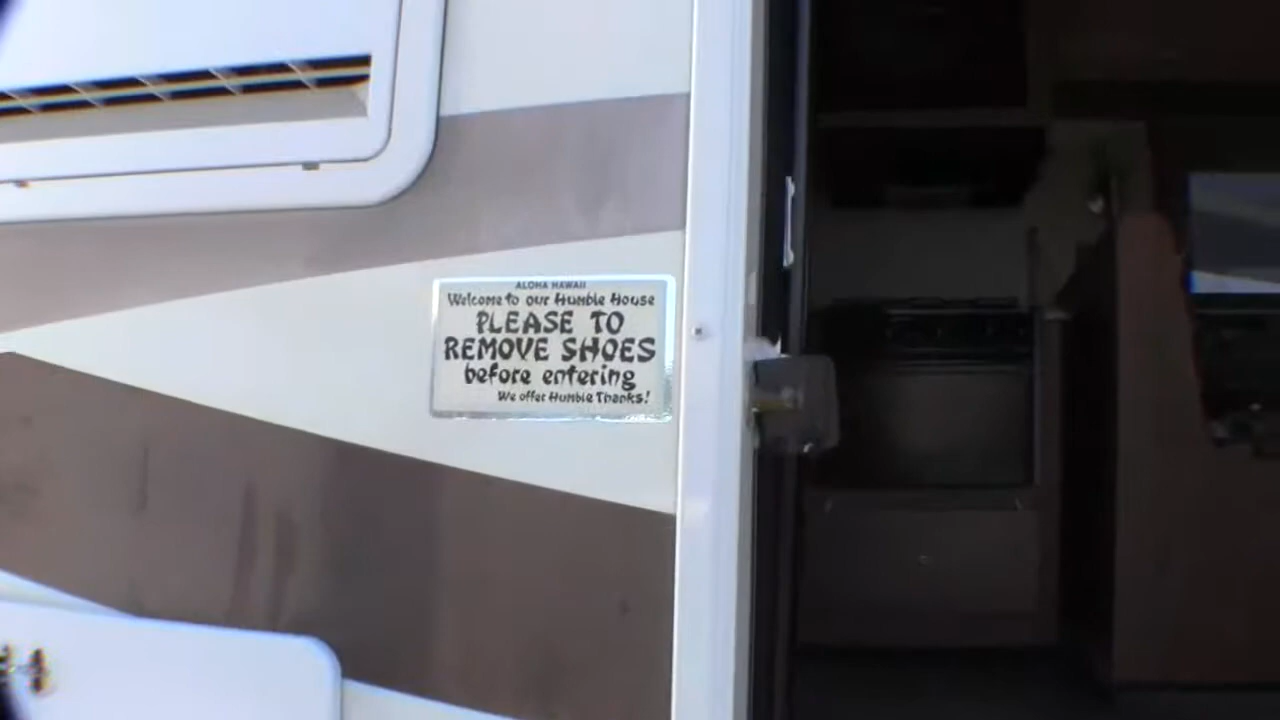 ALOHA HAWAII
Welcome to our Humble House
PLEASE TO
REMOVE SHOES
before entering
We offer Humble Thanks!